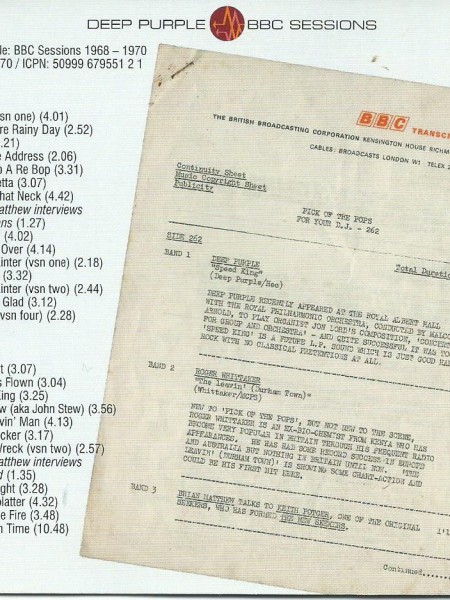 DEEP PURPLE BBC SESSIONS
le: BBC Sessions 1968 – 1970
70 / ICPN: 50999 679551 2 1
vsn one) (4.01)
re Rainy Day (2.52)
.21)
e Address (2.06)
o A Re Bop (3.31)
etta (3.07)
hat Neck (4.42)
atthew interviews
ans (1.27)
(4.02)
Over (4.14)
inter (vsn one) (2.18)
(3.32)
inter (vsn two) (2.44)
Glad (3.12)
vsn four) (2.28)
t (3.07)
s Flown (3.04)
King (3.25)
w (aka John Stew) (3.56)
vin' Man (4.13)
cker (3.17)
Wreck (vsn two) (2.57)
atthew interviews
d (1.35)
ght (3.28)
platter (4.32)
e Fire (3.48)
n Time (10.48)
BBC TRANSC
THE BRITISH BROADCASTING CORPORATION KENSINGTON HOUSE RICHM
CABLES: BROADCASTS LONDON W1 TELEX 2
Continuity Sheet
Music Copyright Sheet
Publicity
PICK OF THE POPS
FOR YOUR D.J. - 262
SIDE 262
Total Duratio
BAND 1
DEEP PURPLE
"Speed King"
(Deep Purple/Hec)
DEEP PURPLE RECENTLY APPEARED AT THE ROYAL ALBERT HALL
WITH THE ROYAL PHILHARMONIC ORCHESTRA, CONDUCTED BY MALCO
ARNOLD, TO PLAY ORGANIST JON LORD'S COMPOSITION, 'CONCER
FOR GROUP AND ORCHESTRA' - AND QUITE SUCCESSFUL IT WAS TO
'SPEED KING' IS A FUTURE L.P. SOUND WHICH IS JUST GOOD HA
ROCK WITH NO CLASSICAL PRETENTIONS AT ALL.
BAND 2
ROGER WHITTAKER
"The leavin' (Durham Town)"
(Whittaker/MCPS)
NEW TO 'PICK OF THE POPS', BUT NOT NEW TO THE SCENE,
ROGER WHITTAKER IS AN EX-BIO-CHEMIST FROM KENYA WHO HAS
BECOME VERY POPULAR IN BRITAIN THROUGH HIS FREQUENT RADIO
APPEARANCES. HE HAS HAD SOME RECORD SUCCESS IN EUROPE
AND AUSTRALIA BUT NOTHING IN BRITAIN UNTIL NOW. 'THE
LEAVIN' (DURHAM TOWN)' IS SHOWING SOME CHART-ACTION AND
COULD BE HIS FIRST HIT HERE.
BAND 3
BRIAN MATTHEW TALKS TO KEITH POTGER, ONE OF THE ORIGINAL
SEEKERS, WHO HAS FORMED THE NEW SEEKERS.
1'1
Continued......